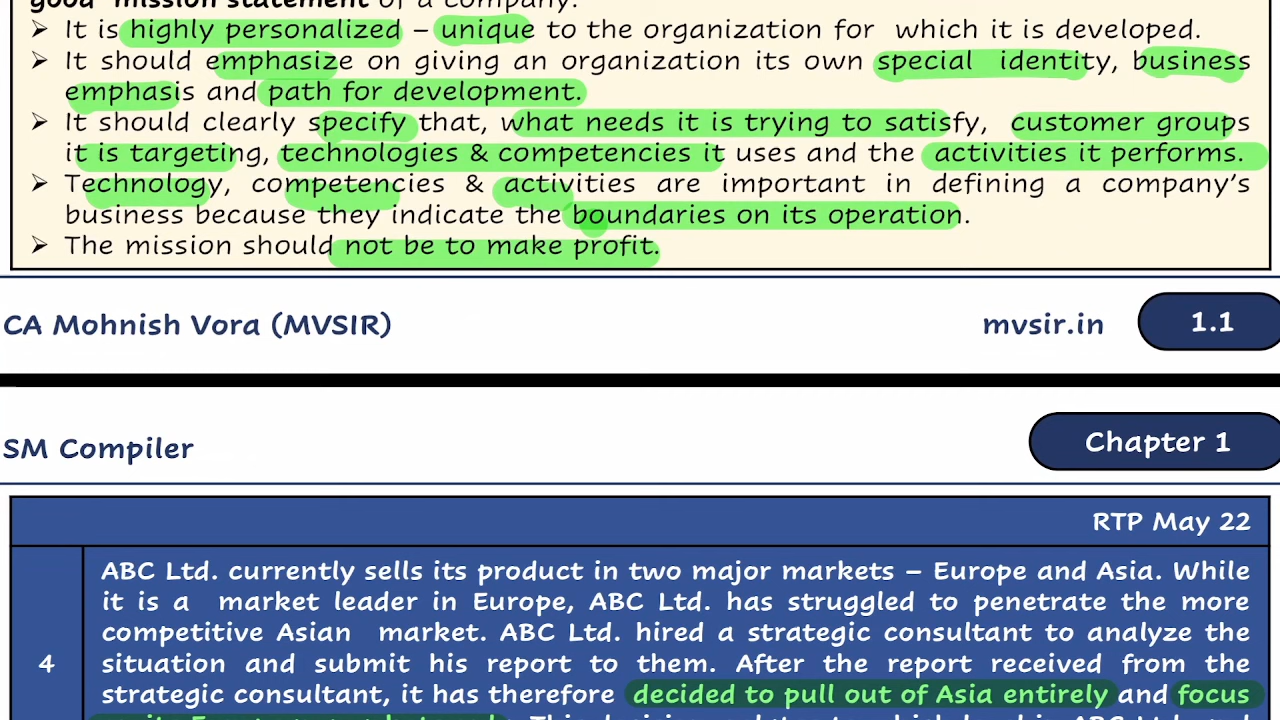 good mission statement of a company:
➢ It is highly personalized – unique to the organization for which it is developed.
➢ It should emphasize on giving an organization its own special identity, business
emphasis and path for development.
➢ It should clearly specify that, what needs it is trying to satisfy, customer groups
it is targeting, technologies & competencies it uses and the activities it performs.
➢ Technology, competencies & activities are important in defining a company's
business because they indicate the boundaries on its operation.
➢ The mission should not be to make profit.
CA Mohnish Vora (MVSIR)
mvsir.in
1.1
SM Compiler
Chapter 1
RTP May 22
4
ABC Ltd. currently sells its product in two major markets – Europe and Asia. While
it is a market leader in Europe, ABC Ltd. has struggled to penetrate the more
competitive Asian market. ABC Ltd. hired a strategic consultant to analyze the
situation and submit his report to them. After the report received from the
strategic consultant, it has therefore decided to pull out of Asia entirely and focus